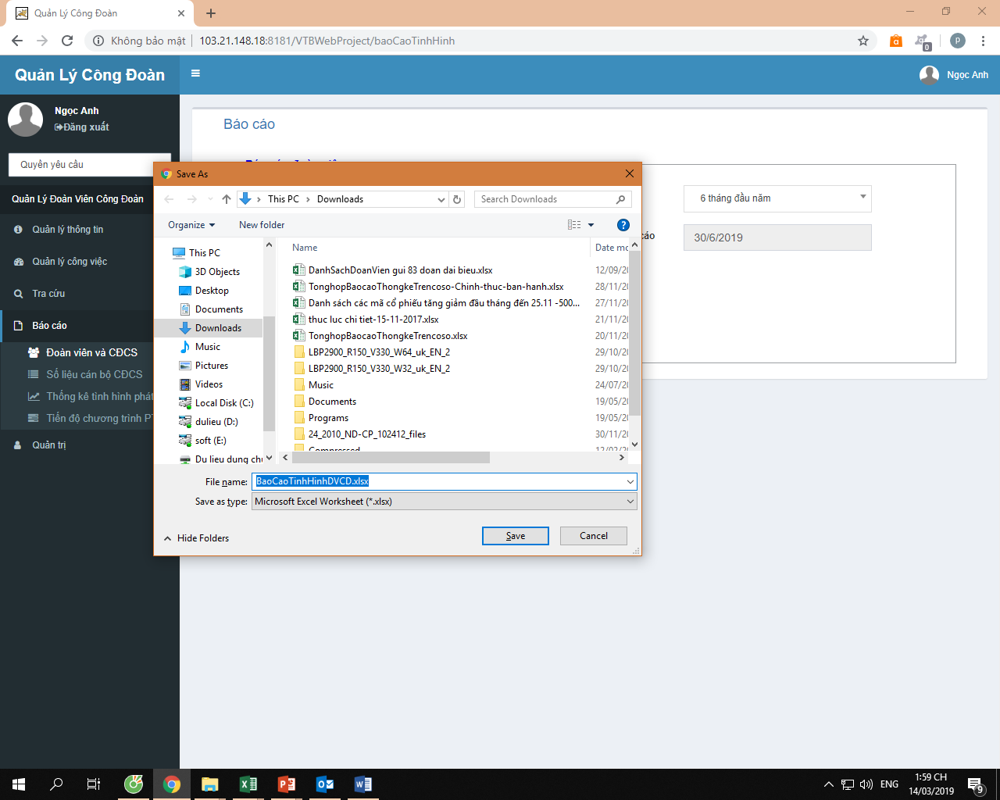 Quản Lý Công Đoàn
Không bảo mật
103.21.148.18:8181/VTBWebProject/baoCaoTinhHinh
0
p
Quản Lý Công Đoàn
Ngọc Anh
Ngọc Anh
Đăng xuất
Quyền yêu cầu
Quản Lý Đoàn Viên Công Đoàn
Quản lý thông tin
Quản lý công việc
Tra cứu
Báo cáo
Đoàn viên và CĐCS
Số liệu cán bộ CĐCS
Thống kê tình hình phát
Tiến độ chương trình PT
Quản trị
Báo cáo
6 tháng đầu năm
cáo
30/6/2019
Save As
This PC
Downloads
Search Downloads
Organize
New folder
This PC
3D Objects
Desktop
Documents
Downloads
Music
Pictures
Videos
Local Disk (C:)
dulieu (D:)
soft (E:)
Du lieu dung chu
Name
Date mo
DanhSachDoanVien gui 83 doan dai bieu.xlsx
12/09/20
TonghopBaocaoThongkeTrencoso-Chinh-thuc-ban-hanh.xlsx
28/11/20
Danh sách các mã cổ phiếu tăng giảm đầu tháng đến 25.11 -500...
27/11/20
thuc luc chi tiet-15-11-2017.xlsx
21/11/20
TonghopBaocaoThongkeTrencoso.xlsx
20/11/20
LBP2900_R150_V330_W64_uk_EN_2
29/10/20
LBP2900_R150_V330_W32_uk_EN_2
29/10/20
Music
24/07/20
Documents
19/05/20
Programs
19/05/20
24_2010_ND-CP_102412_files
30/11/20
Compressed
12/02/20
File name:
BaoCaoTinhHinhDVCD.xlsx
Save as type:
Microsoft Excel Worksheet (*.xlsx)
Hide Folders
Save
Cancel
ENG
1:59 CH
14/03/2019
9